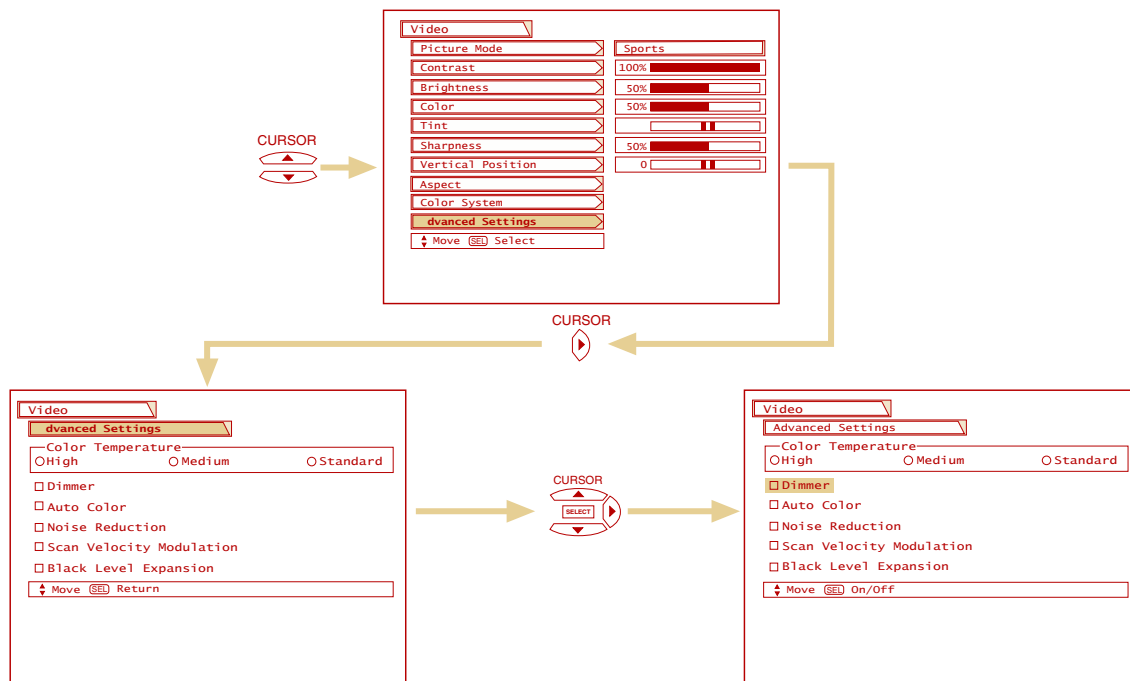 Video
Picture Mode Sports
Contrast 100%
Brightness 50%
Color 50%
Tint
Sharpness 50%
Vertical Position 0
Aspect
Color System
dvanced Settings
Move SEL Select
CURSOR
CURSOR
Video
dvanced Settings
Color Temperature
High Medium Standard
Dimmer
Auto Color
Noise Reduction
Scan Velocity Modulation
Black Level Expansion
Move SEL Return
CURSOR
SELECT
Video
Advanced Settings
Color Temperature
High Medium Standard
Dimmer
Auto Color
Noise Reduction
Scan Velocity Modulation
Black Level Expansion
Move SEL On/Off